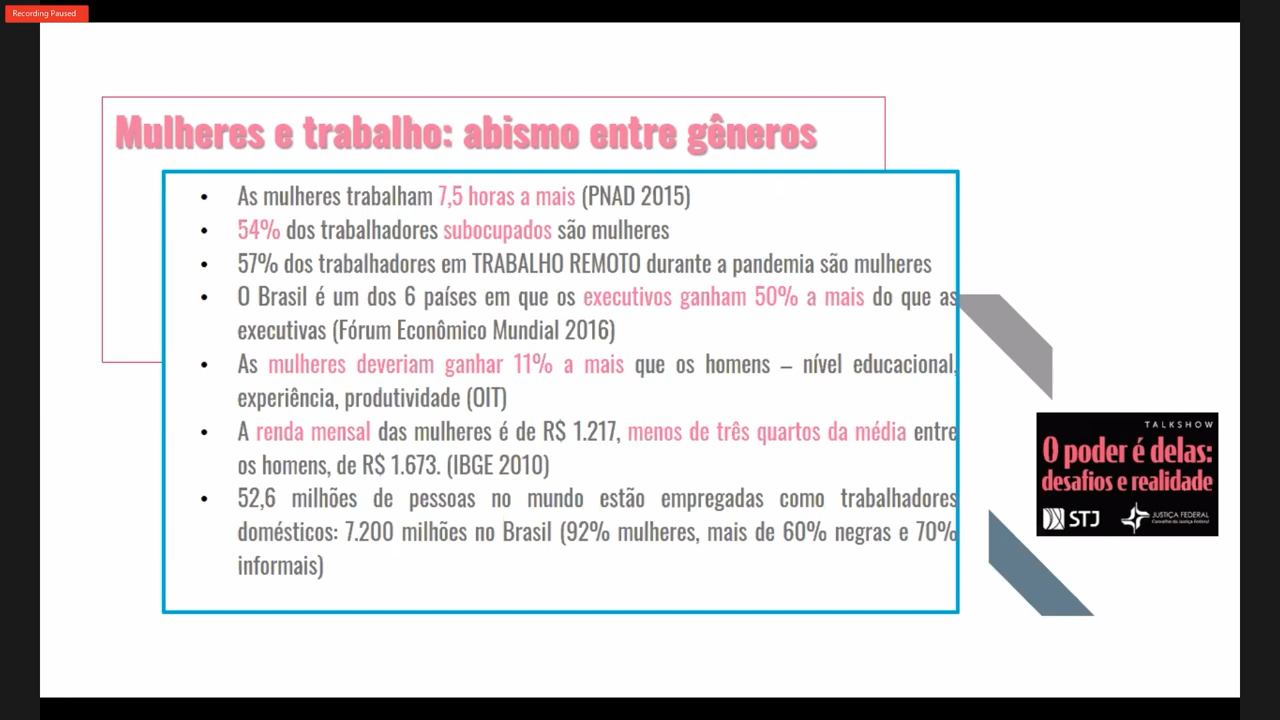 Recording Paused
Mulheres e trabalho: abismo entre gêneros
• As mulheres trabalham 7,5 horas a mais (PNAD 2015)
• 54% dos trabalhadores subocupados são mulheres
• 57% dos trabalhadores em TRABALHO REMOTO durante a pandemia são mulheres
• O Brasil é um dos 6 países em que os executivos ganham 50% a mais do que as
executivas (Fórum Econômico Mundial 2016)
• As mulheres deveriam ganhar 11% a mais que os homens – nível educacional,
experiência, produtividade (OIT)
• A renda mensal das mulheres é de R$ 1.217, menos de três quartos da média entre
os homens, de R$ 1.673. (IBGE 2010)
• 52,6 milhões de pessoas no mundo estão empregadas como trabalhadores
domésticos: 7.200 milhões no Brasil (92% mulheres, mais de 60% negras e 70%
informais)
TALKSHOW
O poder é delas:
desafios e realidade
STJ
JUSTIÇA FEDERAL
Conselho da Justiça Federal